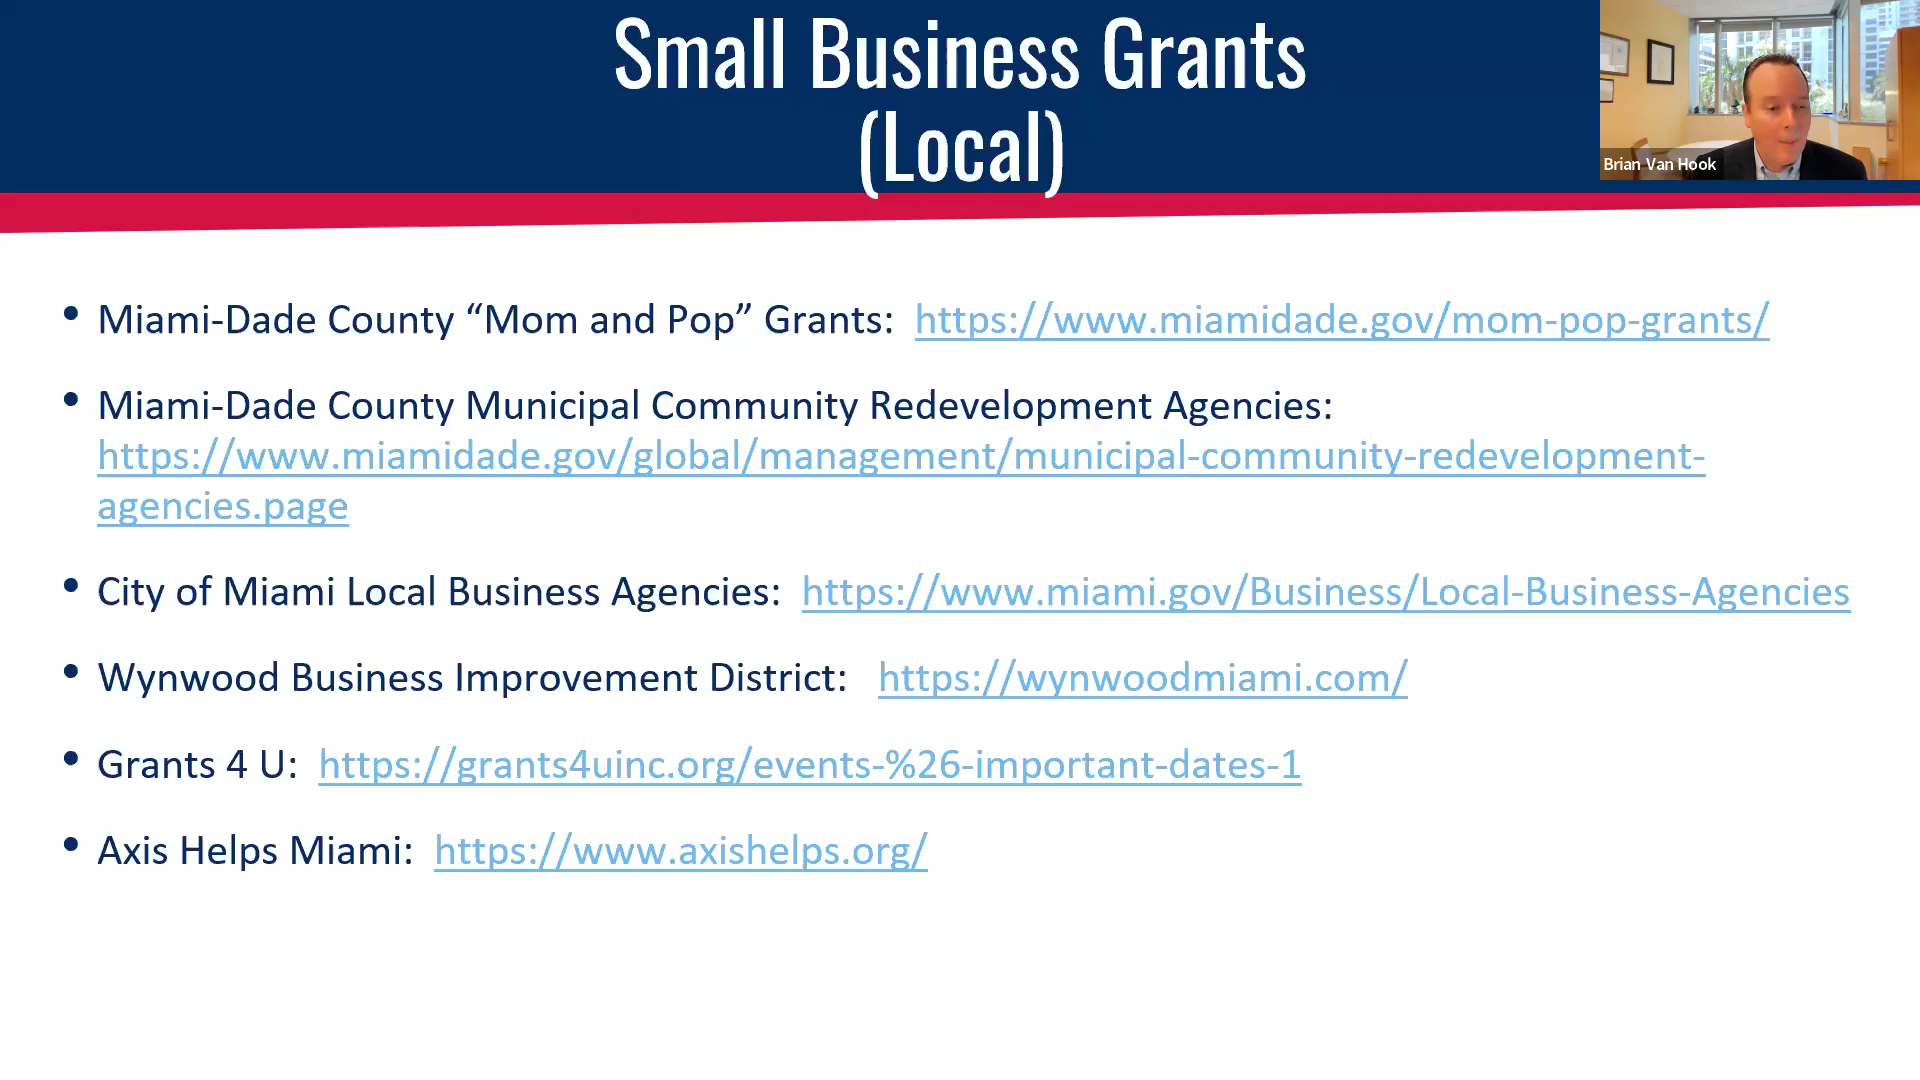 Small Business Grants
(Local)
Brian Van Hook
• Miami-Dade County “Mom and Pop” Grants: https://www.miamidade.gov/mom-pop-grants/
• Miami-Dade County Municipal Community Redevelopment Agencies:
https://www.miamidade.gov/global/management/municipal-community-redevelopment-
agencies.page
• City of Miami Local Business Agencies: https://www.miami.gov/Business/Local-Business-Agencies
• Wynwood Business Improvement District: https://wynwoodmiami.com/
• Grants 4 U: https://grants4uinc.org/events-%26-important-dates-1
• Axis Helps Miami: https://www.axishelps.org/